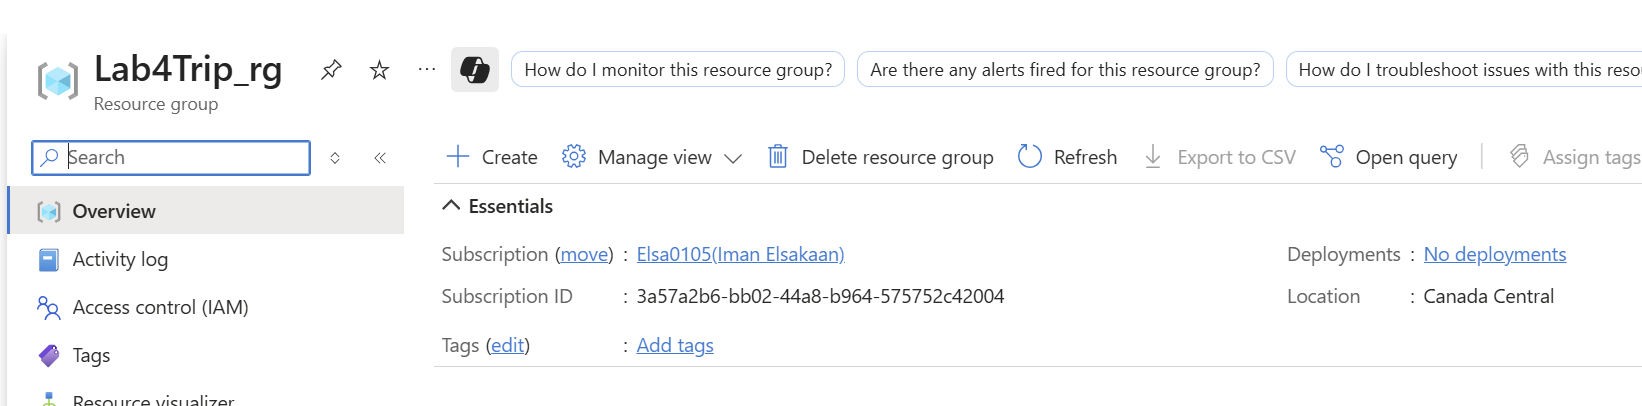 Lab4Trip_rg
Resource group
How do I monitor this resource group?
Are there any alerts fired for this resource group?
How do I troubleshoot issues with this
Search
Create
Manage view
Delete resource group
Refresh
Export to CSV
Open query
Assign tags
Overview
Activity log
Access control (IAM)
Tags
Resource visualizer
Essentials
Subscription (move) : Elsa0105(Iman Elsakaan)
Deployments : No deployments
Subscription ID : 3a57a2b6-bb02-44a8-b964-575752c42004
Location : Canada Central
Tags (edit) : Add tags